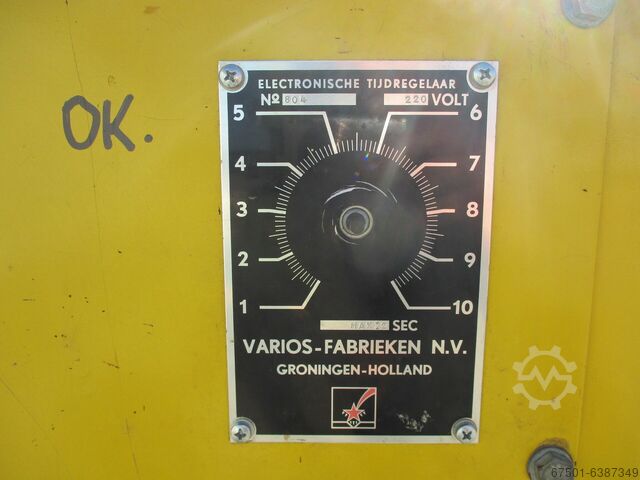 OK.
ELECTRONISCHE TIJDREGELAAR
Nº 804 220 VOLT
5 6
4 7
3 8
2 9
1 10
SEC
VARIOS-FABRIEKEN N.V.
GRONINGEN-HOLLAND
67501-6387349